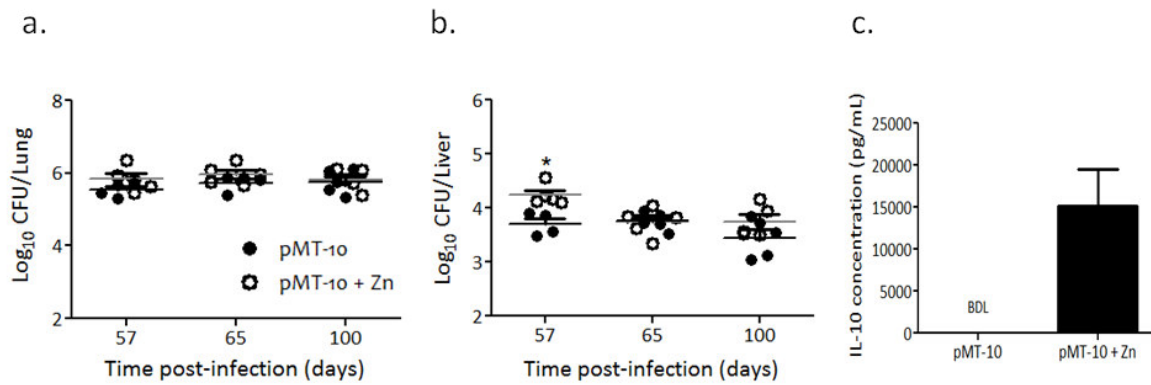 a.
Log10 CFU/Lung
8
6
4
2
pMT-10
pMT-10 + Zn
57 65 100
Time post-infection (days)
b.
Log10 CFU/Liver
6
5
4
3
2
*
57 65 100
Time post-infection (days)
c.
IL-10 concentration (pg/mL)
25000
20000
15000
10000
5000
0
BDL
pMT-10 pMT-10 + Zn